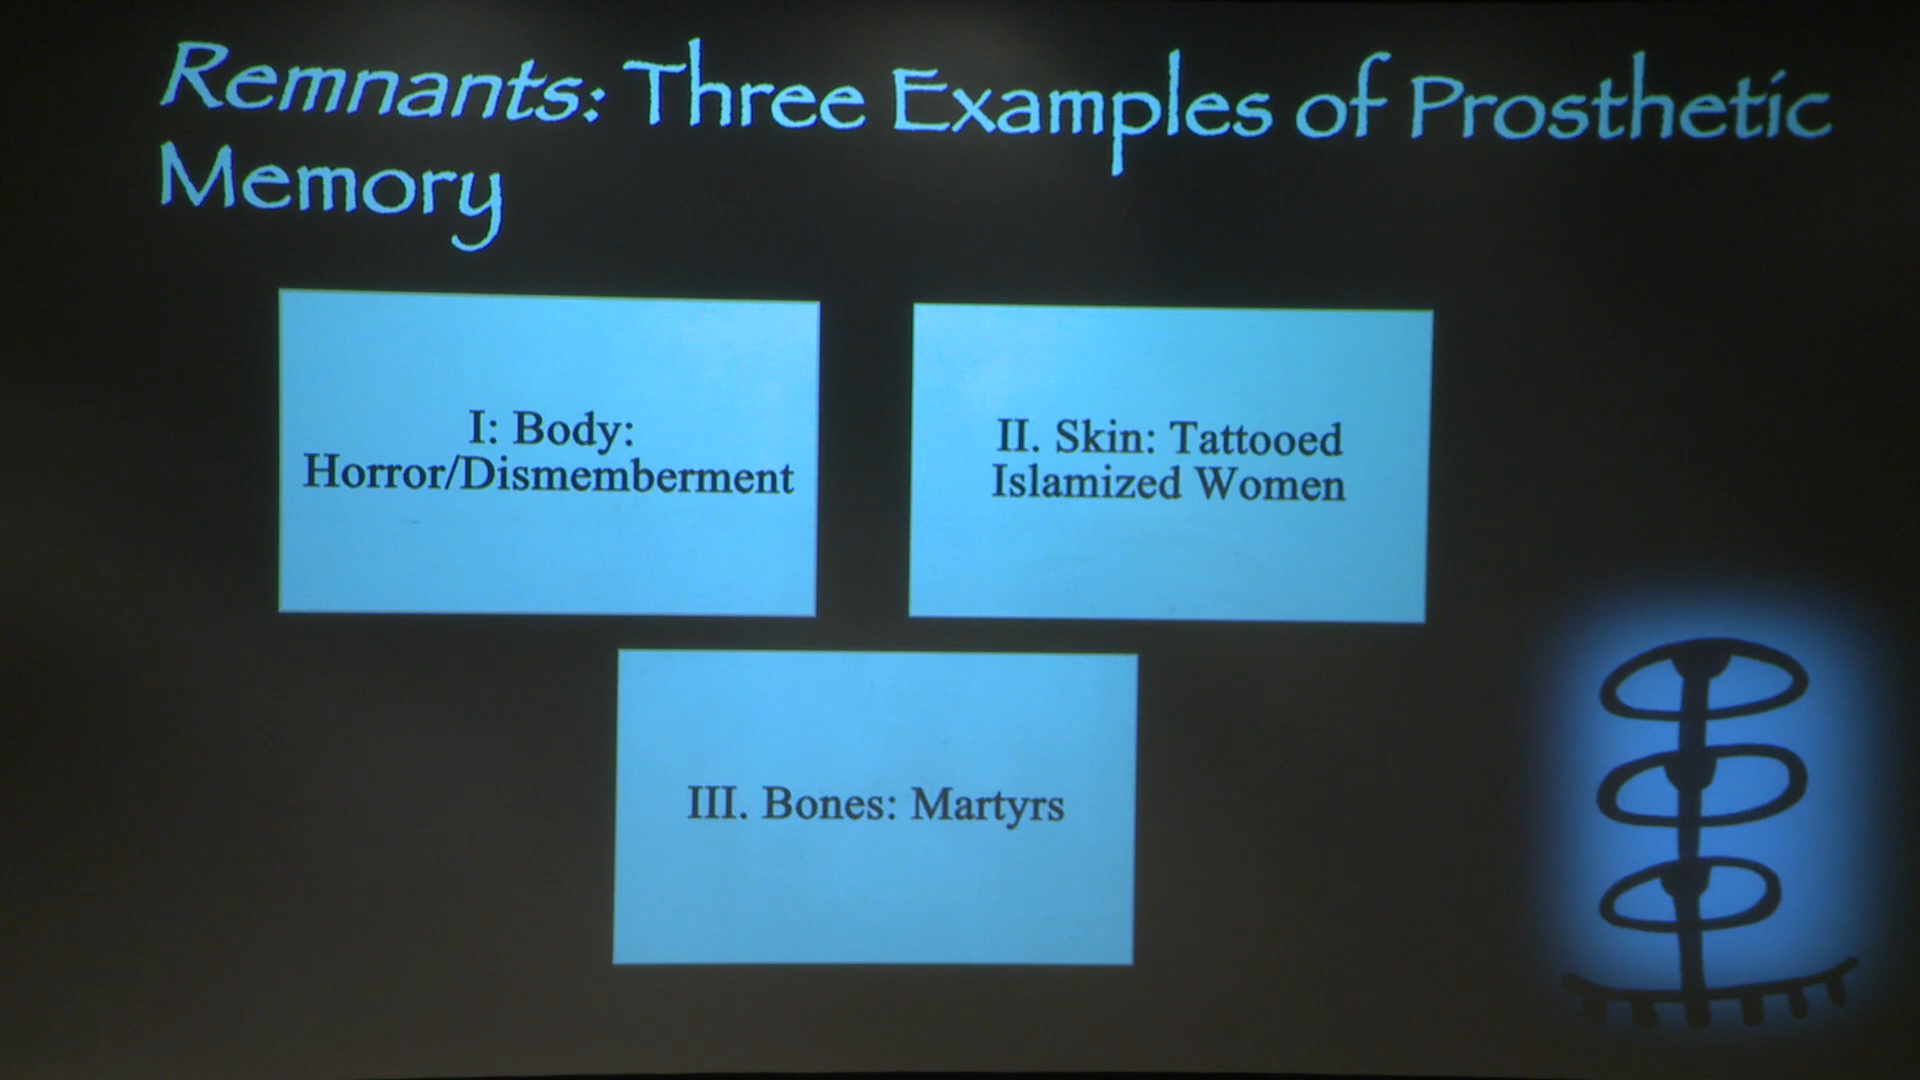 Remnants: Three Examples of Prosthetic
Memory
I: Body:
Horror/Dismemberment
II. Skin: Tattooed
Islamized Women
III. Bones: Martyrs